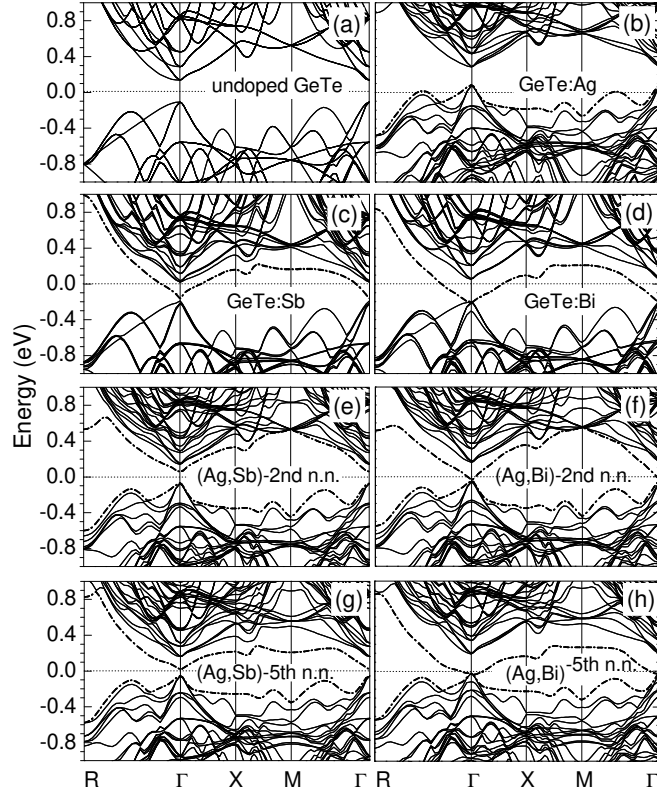 (a)
(b)
0.8
0.4
0.0
-0.4
-0.8
undoped GeTe
GeTe:Ag
(c)
(d)
0.8
0.4
0.0
-0.4
-0.8
GeTe:Sb
GeTe:Bi
Energy (eV)
(e)
(f)
0.8
0.4
0.0
-0.4
-0.8
(Ag,Sb)-2nd n.n.
(Ag,Bi)-2nd n.n.
(g)
(h)
0.8
0.4
0.0
-0.4
-0.8
(Ag,Sb)-5th n.n.
(Ag,Bi)-5th n.n.
R Γ X M Γ R Γ X M Γ